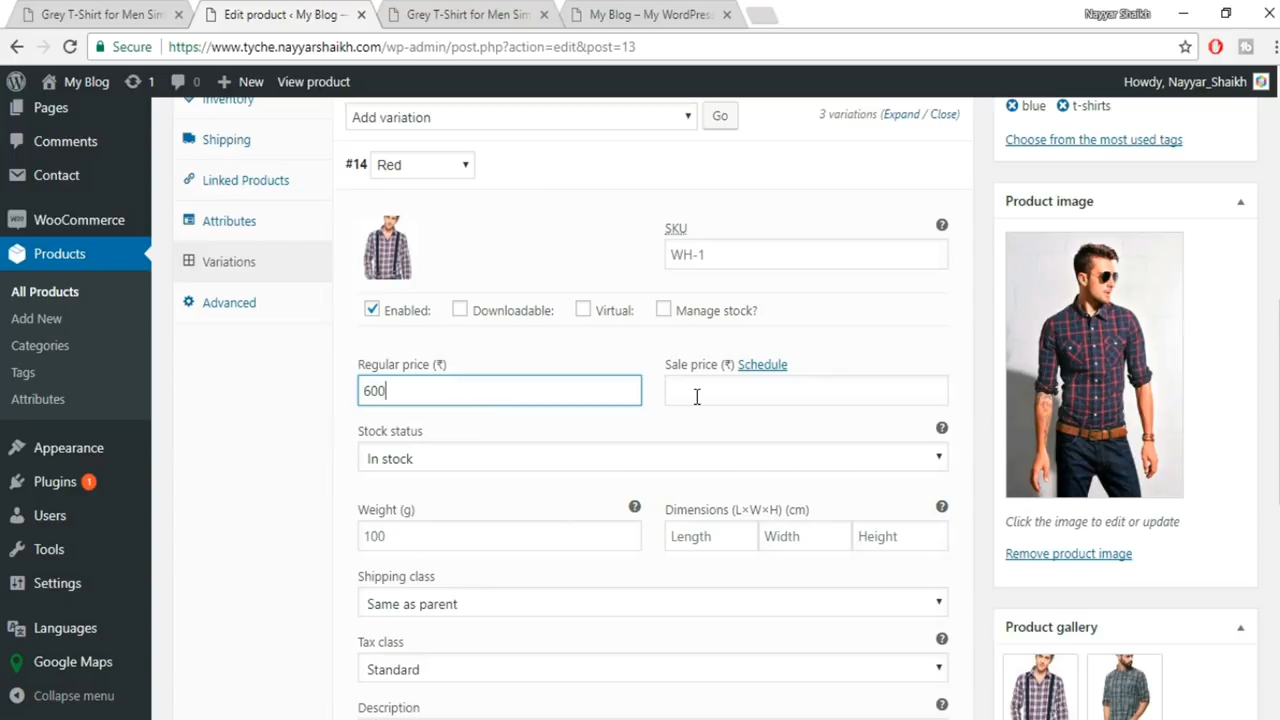 Grey T-Shirt for Men Sim
Edit product ‹ My Blog —
Grey T-Shirt for Men Sim
My Blog – My WordPress
Nayyar Shaikh
Secure
https://www.tyche.nayyarshaikh.com/wp-admin/post.php?action=edit&post=13
My Blog
1
0
New
View product
Howdy, Nayyar_Shaikh
Pages
Comments
Contact
WooCommerce
Products
All Products
Add New
Categories
Tags
Attributes
Appearance
Plugins 1
Users
Tools
Settings
Languages
Google Maps
Collapse menu
Inventory
Shipping
Linked Products
Attributes
Variations
Advanced
Add variation
Go
3 variations (Expand / Close)
#14 Red
SKU
WH-1
Enabled:
Downloadable:
Virtual:
Manage stock?
Regular price (₹)
600
Sale price (₹) Schedule
Stock status
In stock
Weight (g)
100
Dimensions (L×W×H) (cm)
Length
Width
Height
Shipping class
Same as parent
Tax class
Standard
Description
blue
t-shirts
Choose from the most used tags
Product image
Click the image to edit or update
Remove product image
Product gallery